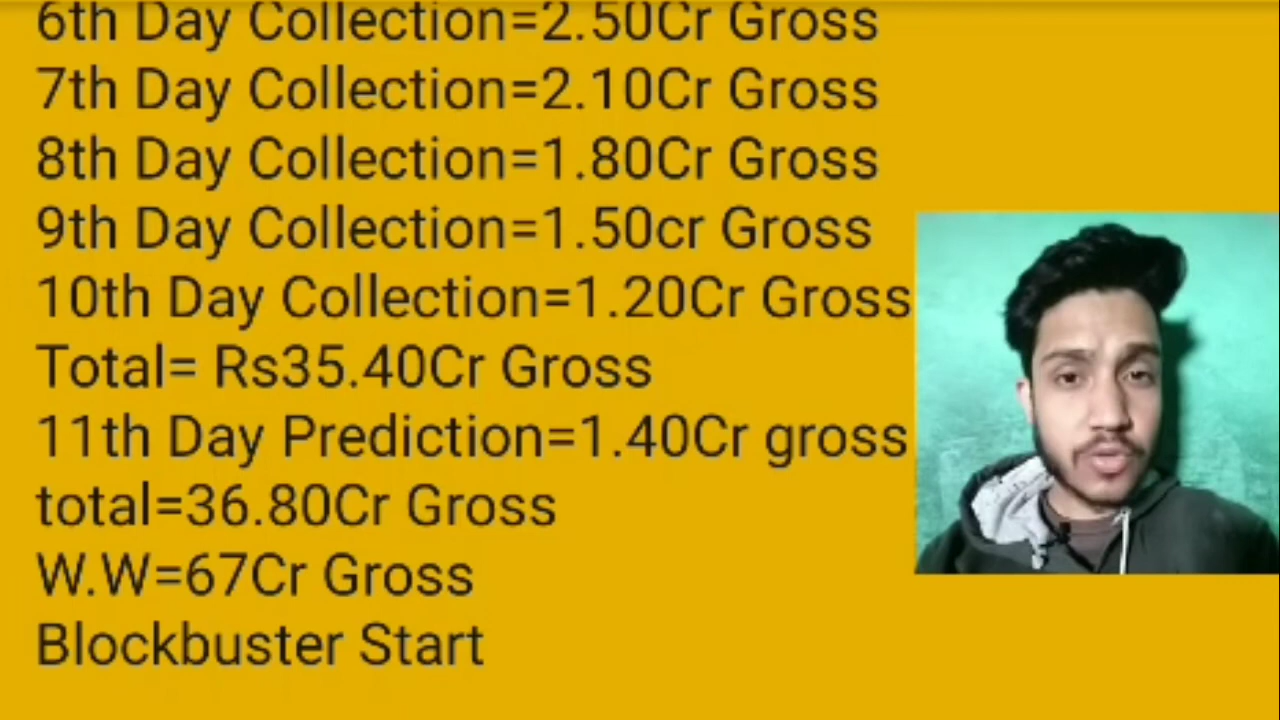 6th Day Collection=2.50Cr Gross
7th Day Collection=2.10Cr Gross
8th Day Collection=1.80Cr Gross
9th Day Collection=1.50cr Gross
10th Day Collection=1.20Cr Gross
Total= Rs35.40Cr Gross
11th Day Prediction=1.40Cr gross
total=36.80Cr Gross
W.W=67Cr Gross
Blockbuster Start